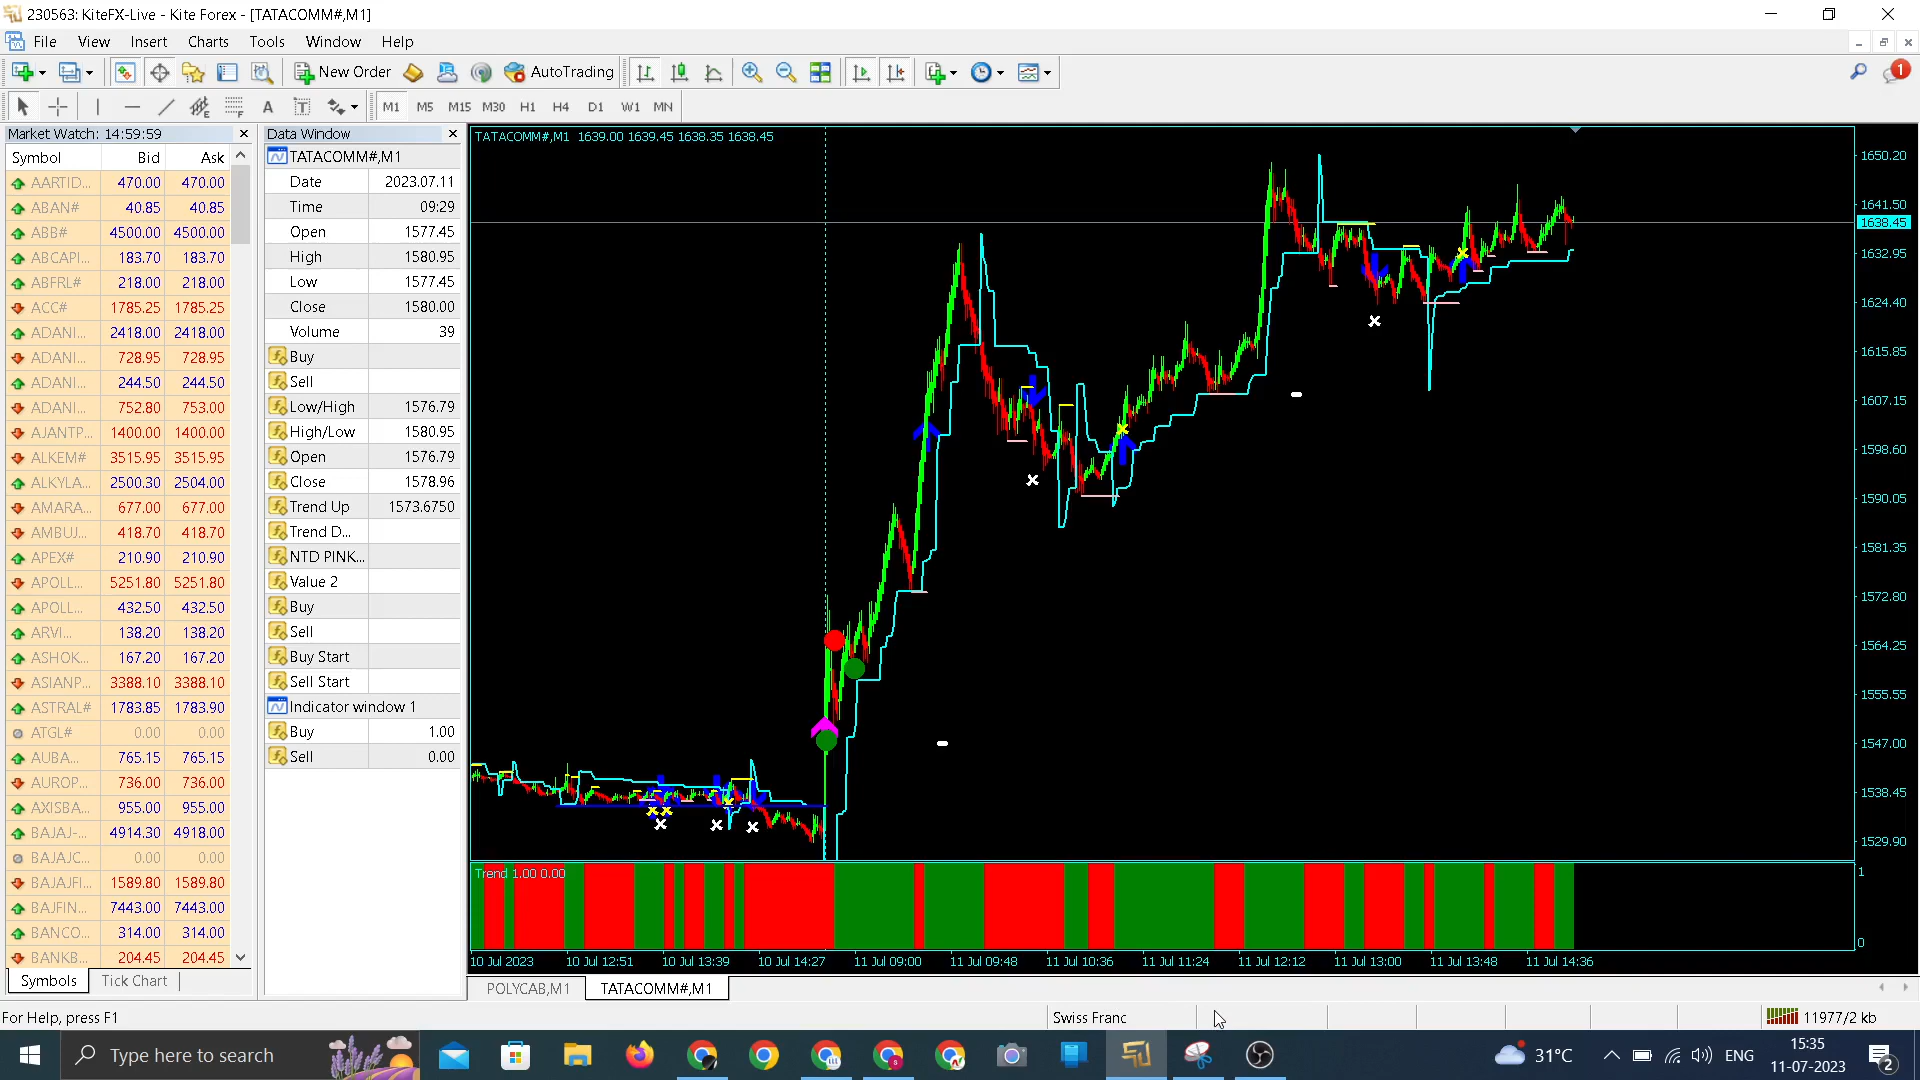 230563: KiteFX-Live - Kite Forex - [TATACOMM#,M1]
File View Insert Charts Tools Window Help
New Order AutoTrading 1
A T M1 M5 M15 M30 H1 H4 D1 W1 MN
Market Watch: 14:59:59
Symbol Bid Ask
AARTID... 470.00 470.00
ABAN# 40.85 40.85
ABB# 4500.00 4500.00
ABCAPI... 183.70 183.70
ABFRL# 218.00 218.00
ACC# 1785.25 1785.25
ADANI... 2418.00 2418.00
ADANI... 728.95 728.95
ADANI... 244.50 244.50
ADANI... 752.80 753.00
AJANTP... 1400.00 1400.00
ALKEM# 3515.95 3515.95
ALKYLA... 2500.30 2504.00
AMARA... 677.00 677.00
AMBUJ... 418.70 418.70
APEX# 210.90 210.90
APOLL... 5251.80 5251.80
APOLL... 432.50 432.50
ARVI... 138.20 138.20
ASHOK... 167.20 167.20
ASIANP... 3388.10 3388.10
ASTRAL# 1783.85 1783.90
ATGL# 0.00 0.00
AUBA... 765.15 765.15
AUROP... 736.00 736.00
AXISBA... 955.00 955.00
BAJAJ-... 4914.30 4918.00
BAJAJC... 0.00 0.00
BAJAJFI... 1589.80 1589.80
BAJFIN... 7443.00 7443.00
BANCO... 314.00 314.00
BANKB... 204.45 204.45
Symbols Tick Chart
Data Window
TATACOMM#,M1
Date 2023.07.11
Time 09:29
Open 1577.45
High 1580.95
Low 1577.45
Close 1580.00
Volume 39
Buy
Sell
Low/High 1576.79
High/Low 1580.95
Open 1576.79
Close 1578.96
Trend Up 1573.6750
Trend D...
NTD PINK...
Value 2
Buy
Sell
Buy Start
Sell Start
Indicator window 1
Buy 1.00
Sell 0.00
TATACOMM#,M1 1639.00 1639.45 1638.35 1638.45
1650.20
1641.50
1638.45
1632.95
1624.40
1615.85
1607.15
1598.60
1590.05
1581.35
1572.80
1564.25
1555.55
1547.00
1538.45
1529.90
Trend 1.00 0.00
1
0
10 Jul 2023 10 Jul 12:51 10 Jul 13:39 10 Jul 14:27 11 Jul 09:00 11 Jul 09:48 11 Jul 10:36 11 Jul 11:24 11 Jul 12:12 11 Jul 13:00 11 Jul 13:48 11 Jul 14:36
POLYCAB,M1 TATACOMM#,M1
For Help, press F1 Swiss Franc 11977/2 kb
Type here to search
31°C ENG
15:35
11-07-2023
2